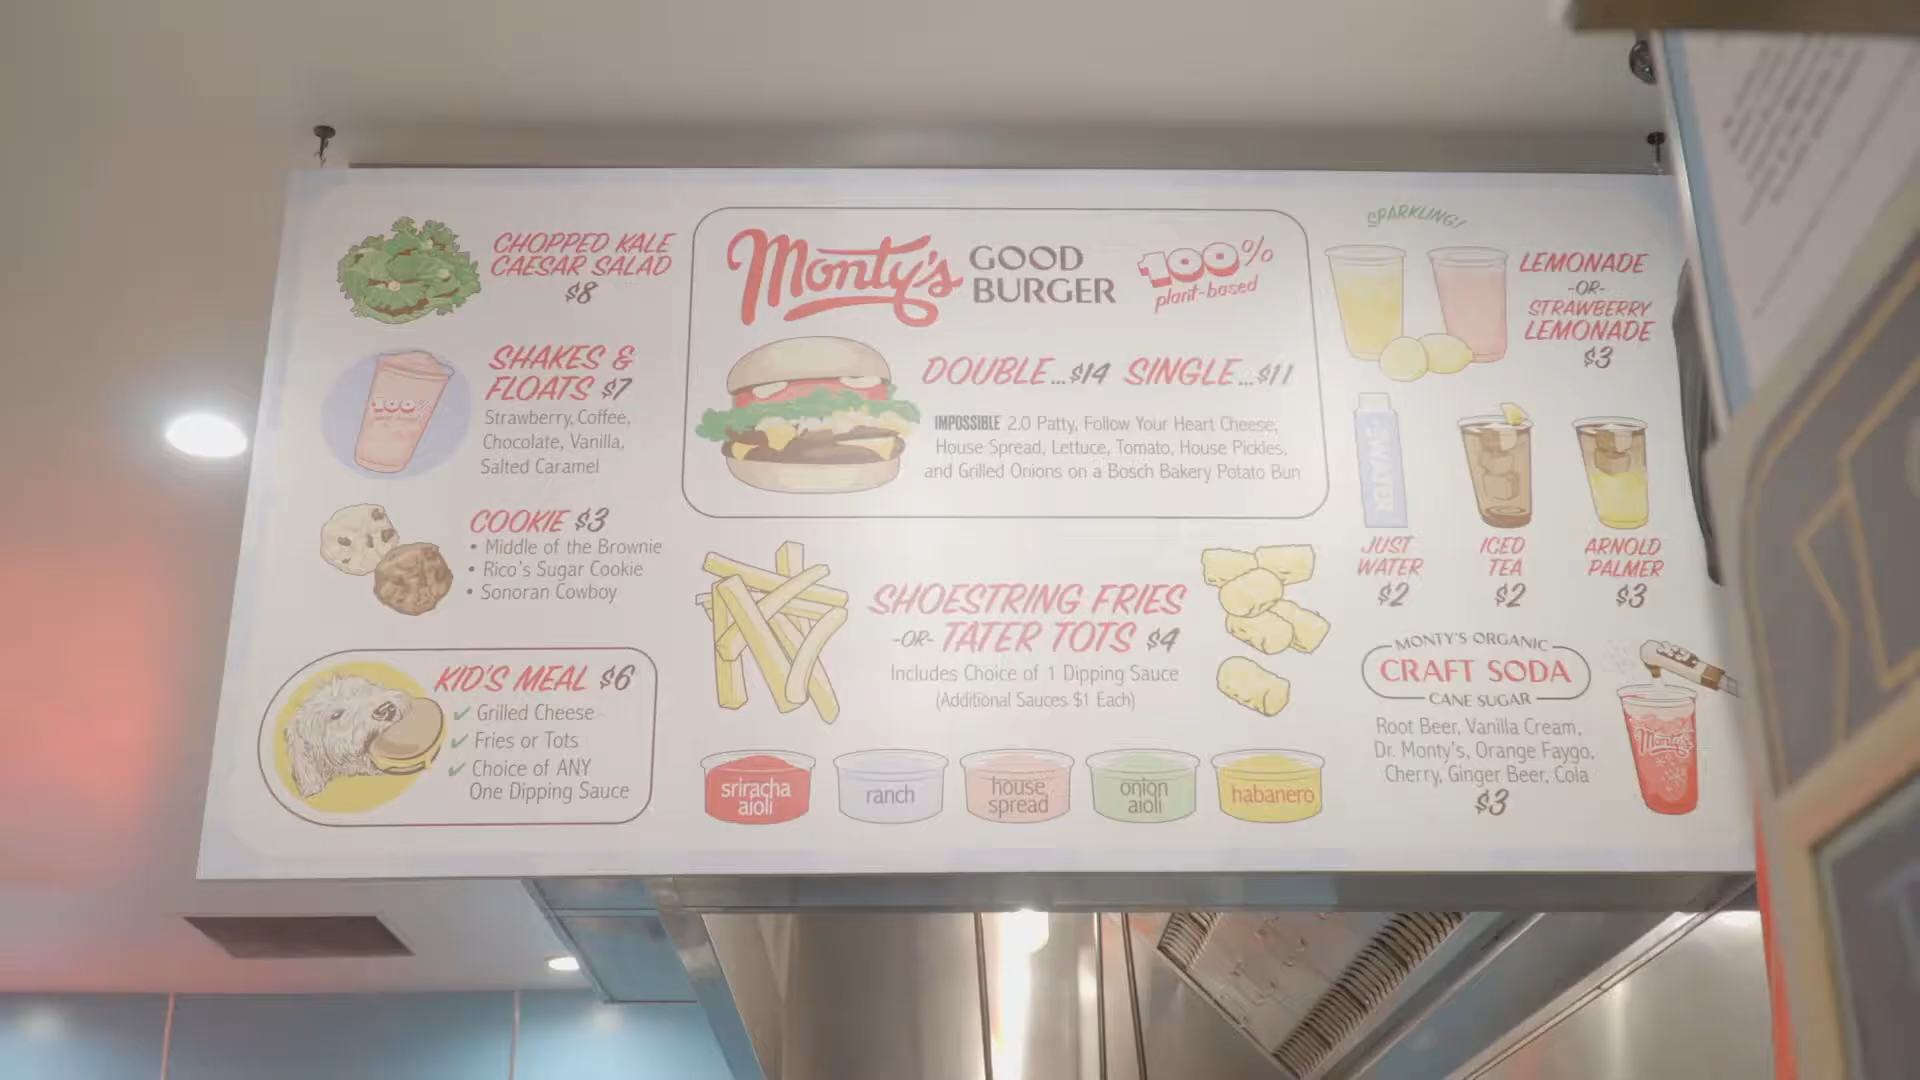 CHOPPED KALE
CAESAR SALAD
$8
SHAKES &
FLOATS $7
Strawberry, Coffee,
Chocolate, Vanilla,
Salted Caramel
100%
COOKIE $3
• Middle of the Brownie
• Rico's Sugar Cookie
• Sonoran Cowboy
KID'S MEAL $6
✓ Grilled Cheese
✓ Fries or Tots
✓ Choice of ANY
One Dipping Sauce
Monty's GOOD
BURGER
100%
plant-based
DOUBLE...$14 SINGLE...$11
IMPOSSIBLE 2.0 Patty, Follow Your Heart Cheese,
House Spread, Lettuce, Tomato, House Pickles,
and Grilled Onions on a Bosch Bakery Potato Bun
SHOESTRING FRIES
-OR- TATER TOTS $4
Includes Choice of 1 Dipping Sauce
(Additional Sauces $1 Each)
sriracha
aioli
ranch
house
spread
onion
aioli
habanero
SPARKLING!
LEMONADE
-OR-
STRAWBERRY
LEMONADE
$3
WATER
JUST
WATER
$2
ICED
TEA
$2
ARNOLD
PALMER
$3
MONTY'S ORGANIC
CRAFT SODA
CANE SUGAR
Root Beer, Vanilla Cream,
Dr. Monty's, Orange Faygo,
Cherry, Ginger Beer, Cola
$3
Monty's